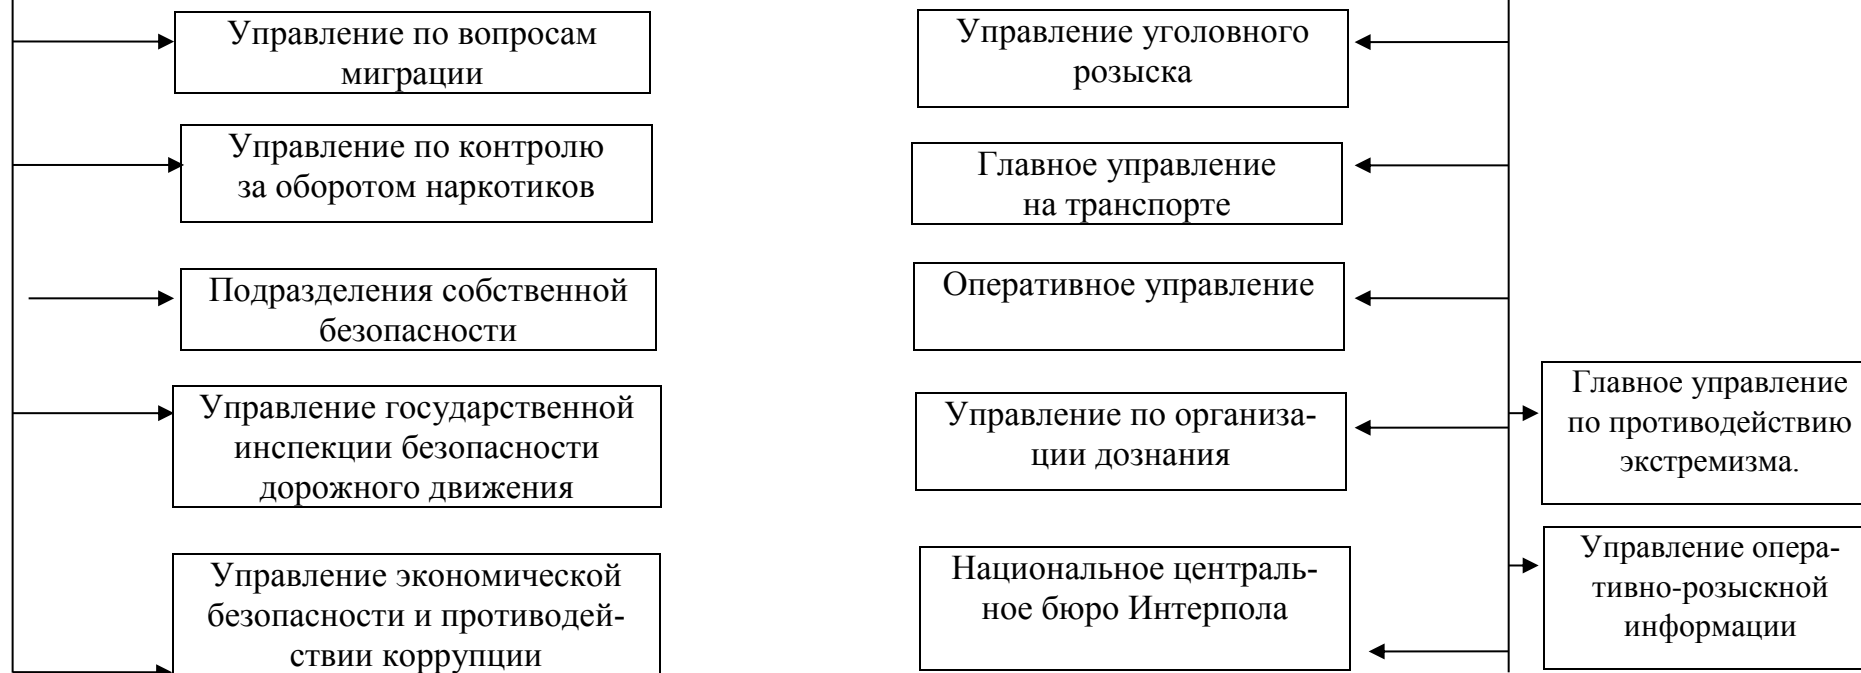 Управление по вопросам
миграции
Управление по контролю
за оборотом наркотиков
Подразделения собственной
безопасности
Управление государственной
инспекции безопасности
дорожного движения
Управление экономической
безопасности и противодей-
ствии коррупции
Управление уголовного
розыска
Главное управление
на транспорте
Оперативное управление
Управление по организа-
ции дознания
Национальное централь-
ное бюро Интерпола
Главное управление
по противодействию
экстремизма.
Управление опера-
тивно-розыскной
информации